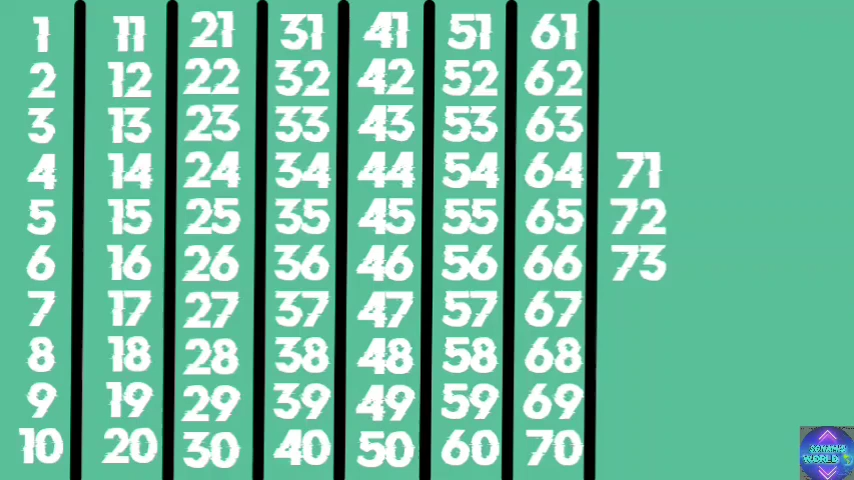 1 11 21 31 41 51 61
2 12 22 32 42 52 62
3 13 23 33 43 53 63
4 14 24 34 44 54 64 71
5 15 25 35 45 55 65 72
6 16 26 36 46 56 66 73
7 17 27 37 47 57 67
8 18 28 38 48 58 68
9 19 29 39 49 59 69
10 20 30 40 50 60 70
WORLD